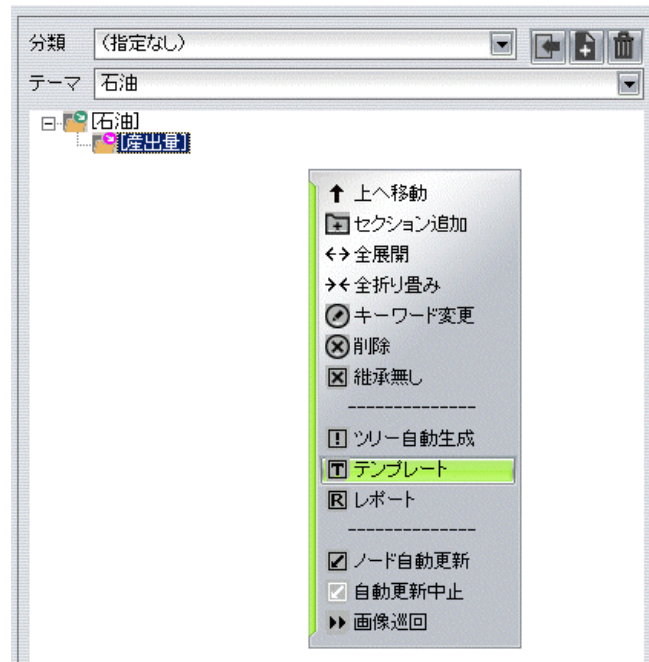 分類 (指定なし)
テーマ 石油
[石油]
[産出量]
上へ移動
セクション追加
全展開
全折り畳み
キーワード変更
削除
継承無し
--------------
ツリー自動生成
T テンプレート
R レポート
--------------
ノード自動更新
自動更新中止
画像巡回